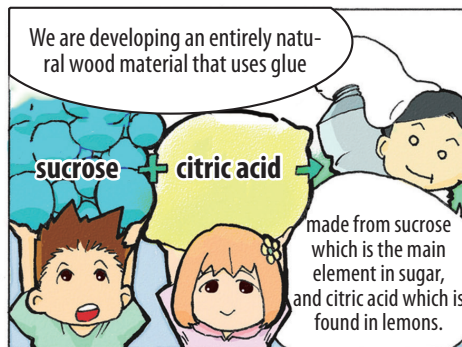 We are developing an entirely natu-
ral wood material that uses glue
sucrose + citric acid
made from sucrose
which is the main
element in sugar,
and citric acid which is
found in lemons.